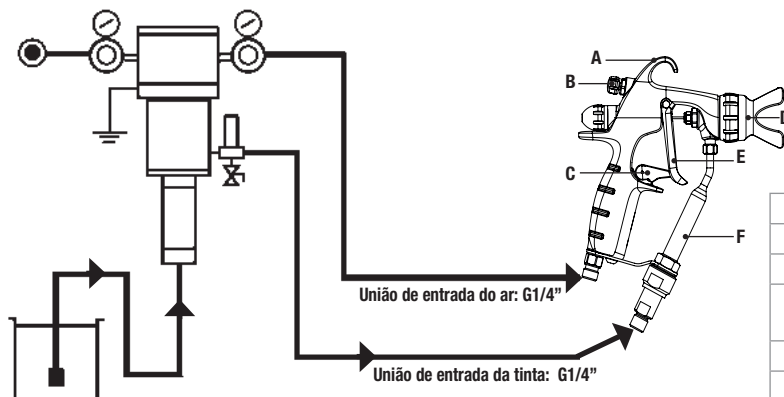 A
B
D
E
C
F
União de entrada do ar: G1/4”
União de entrada da tinta: G1/4”